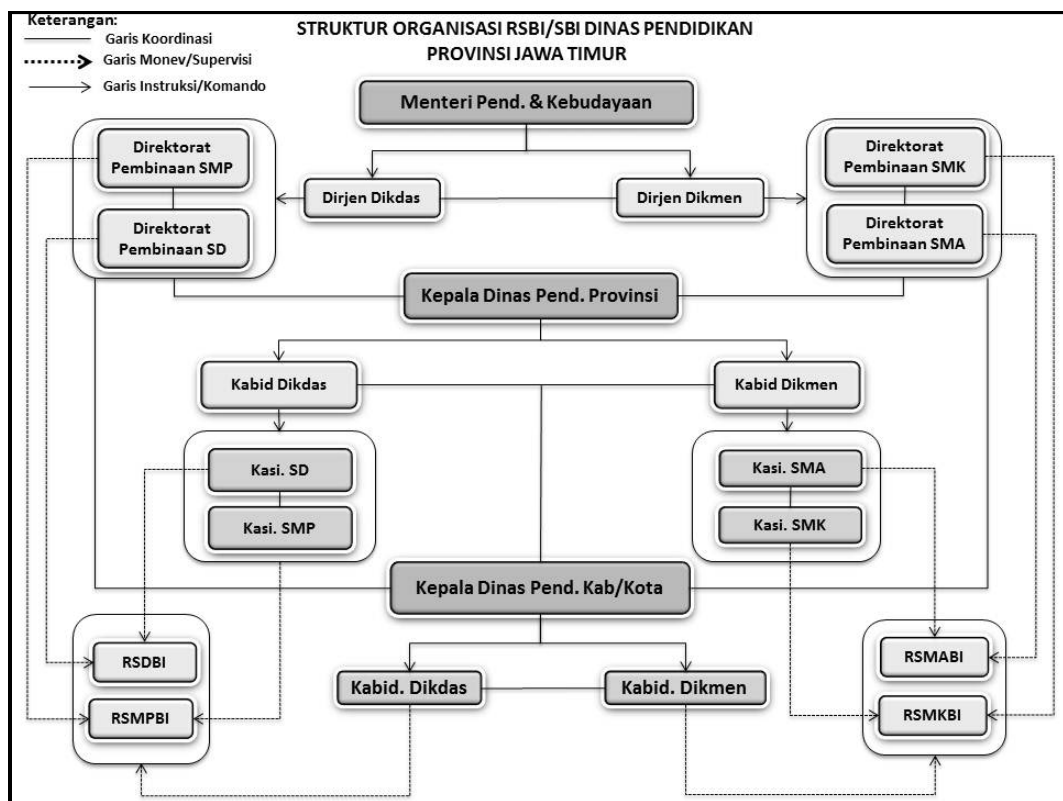 Keterangan:
Garis Koordinasi
Garis Monev/Supervisi
Garis Instruksi/Komando
STRUKTUR ORGANISASI RSBI/SBI DINAS PENDIDIKAN
PROVINSI JAWA TIMUR
Menteri Pend. & Kebudayaan
Direktorat
Pembinaan SMP
Direktorat
Pembinaan SD
Dirjen Dikdas
Dirjen Dikmen
Direktorat
Pembinaan SMK
Direktorat
Pembinaan SMA
Kepala Dinas Pend. Provinsi
Kabid Dikdas
Kabid Dikmen
Kasi. SD
Kasi. SMP
Kasi. SMA
Kasi. SMK
Kepala Dinas Pend. Kab/Kota
RSDBI
RSMPBI
Kabid. Dikdas
Kabid. Dikmen
RSMABI
RSMKBI